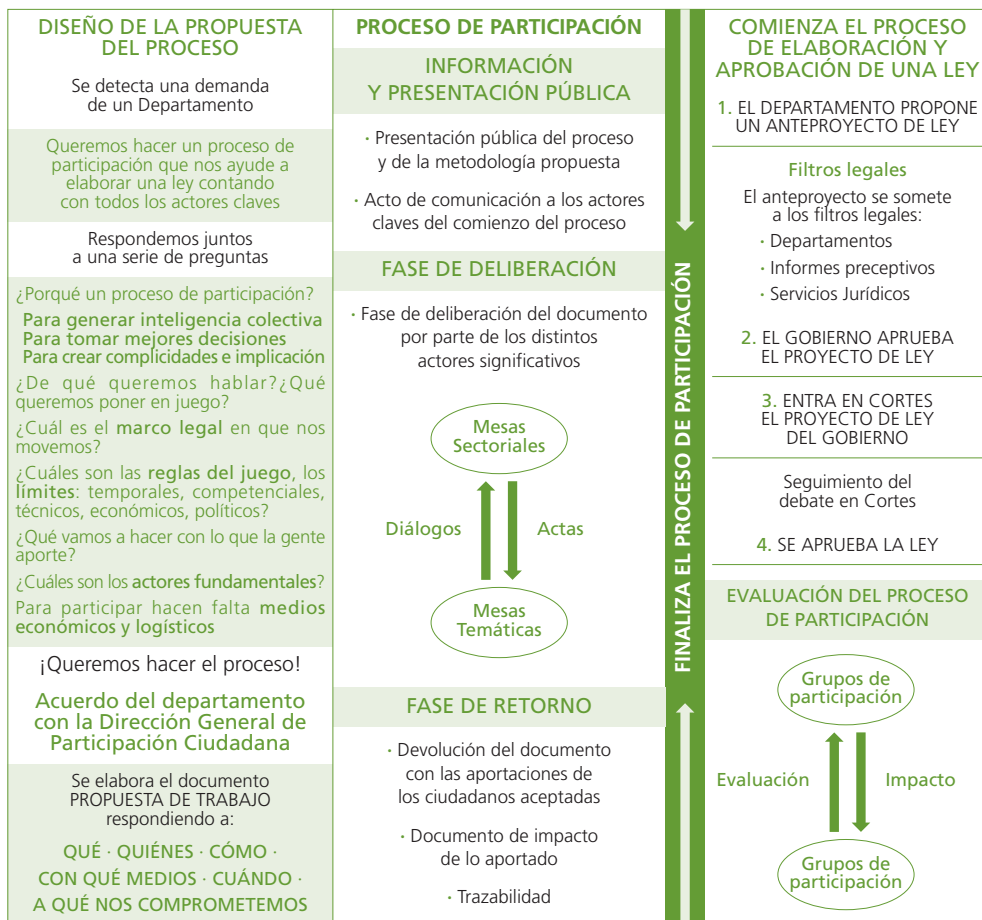 DISEÑO DE LA PROPUESTA
DEL PROCESO
Se detecta una demanda
de un Departamento
Queremos hacer un proceso de
participación que nos ayude a
elaborar una ley contando
con todos los actores claves
Respondemos juntos
a una serie de preguntas
¿Porqué un proceso de participación?
Para generar inteligencia colectiva
Para tomar mejores decisiones
Para crear complicidades e implicación
¿De qué queremos hablar?¿Qué
queremos poner en juego?
¿Cuál es el marco legal en que nos
movemos?
¿Cuáles son las reglas del juego, los
límites: temporales, competenciales,
técnicos, económicos, políticos?
¿Qué vamos a hacer con lo que la gente
aporte?
¿Cuáles son los actores fundamentales?
Para participar hacen falta medios
económicos y logísticos
¡Queremos hacer el proceso!
Acuerdo del departamento
con la Dirección General de
Participación Ciudadana
Se elabora el documento
PROPUESTA DE TRABAJO
respondiendo a:
QUÉ · QUIÉNES · CÓMO ·
CON QUÉ MEDIOS · CUÁNDO ·
A QUÉ NOS COMPROMETEMOS
PROCESO DE PARTICIPACIÓN
INFORMACIÓN
Y PRESENTACIÓN PÚBLICA
· Presentación pública del proceso
y de la metodología propuesta
· Acto de comunicación a los actores
claves del comienzo del proceso
FASE DE DELIBERACIÓN
· Fase de deliberación del documento
por parte de los distintos
actores significativos
Mesas
Sectoriales
Diálogos
Actas
Mesas
Temáticas
FASE DE RETORNO
· Devolución del documento
con las aportaciones de
los ciudadanos aceptadas
· Documento de impacto
de lo aportado
· Trazabilidad
FINALIZA EL PROCESO DE PARTICIPACIÓN
COMIENZA EL PROCESO
DE ELABORACIÓN Y
APROBACIÓN DE UNA LEY
1. EL DEPARTAMENTO PROPONE
UN ANTEPROYECTO DE LEY
Filtros legales
El anteproyecto se somete
a los filtros legales:
· Departamentos
· Informes preceptivos
· Servicios Jurídicos
2. EL GOBIERNO APRUEBA
EL PROYECTO DE LEY
3. ENTRA EN CORTES
EL PROYECTO DE LEY
DEL GOBIERNO
Seguimiento del
debate en Cortes
4. SE APRUEBA LA LEY
EVALUACIÓN DEL PROCESO
DE PARTICIPACIÓN
Grupos de
participación
Evaluación
Impacto
Grupos de
participación